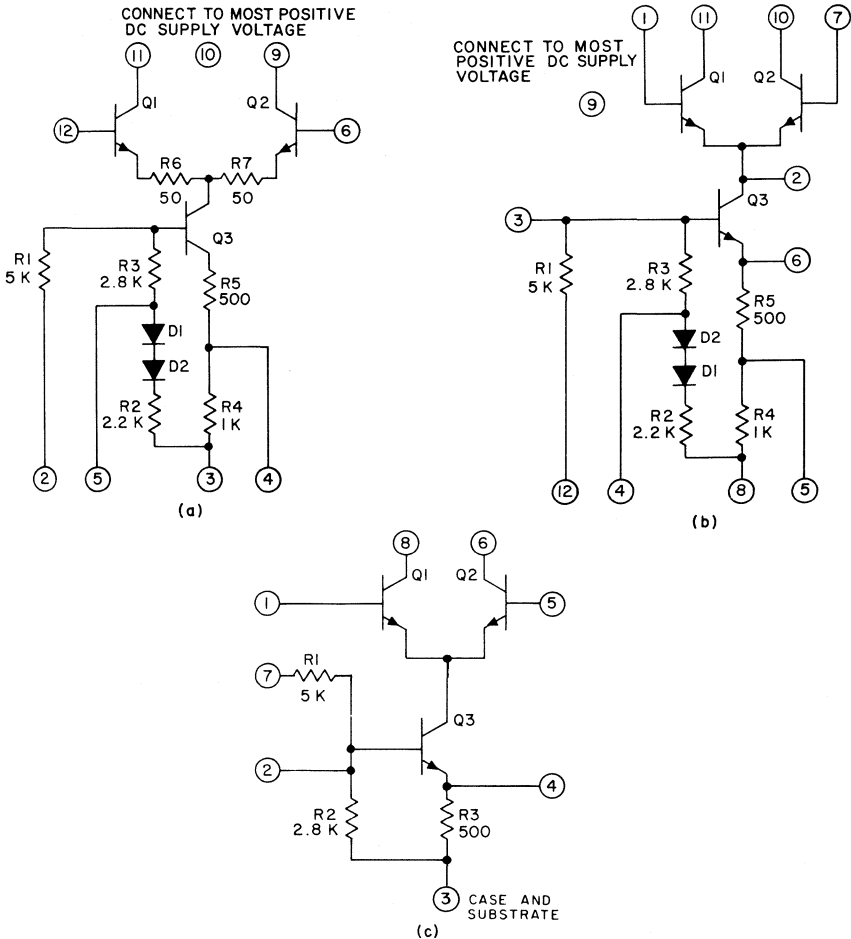 CONNECT TO MOST POSITIVE
DC SUPPLY VOLTAGE
11
10
9
Q1
Q2
12
6
R6
R7
50
50
Q3
R1
5 K
R3
2.8 K
R5
500
D1
D2
R2
2.2 K
R4
1K
2
5
3
4
(a)
1
11
10
7
CONNECT TO MOST
POSITIVE DC SUPPLY
VOLTAGE
Q1
Q2
9
2
Q3
3
6
R1
5 K
R3
2.8 K
R5
500
D2
D1
R2
2.2 K
R4
1K
12
4
8
5
(b)
8
6
Q1
Q2
1
5
R1
7
5 K
Q3
2
4
R2
2.8 K
R3
500
3
CASE AND
SUBSTRATE
(c)